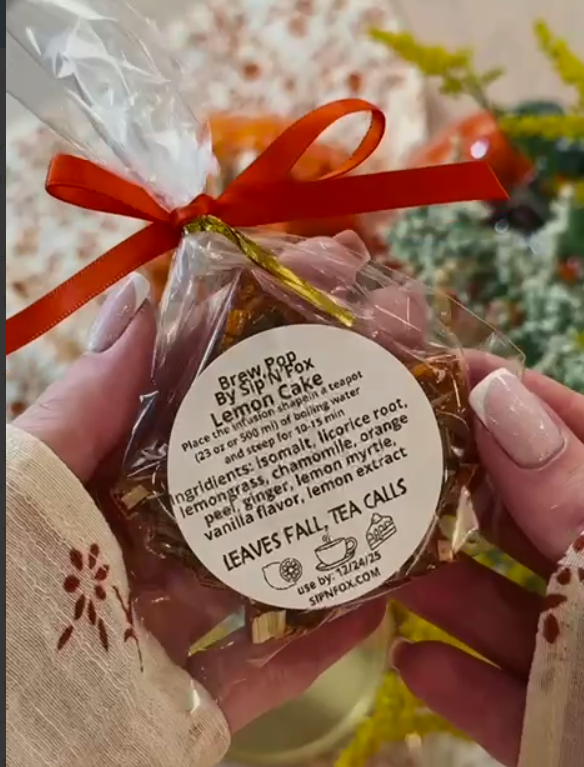 Brew Pop
By Sip N Fox
Lemon Cake
Place the infusion shapein a teapot
(23 oz or 500 ml) of boiling water
and steep for 10-15 min
Ingridients: isomalt, licorice root,
lemongrass, chamomile, orange
peel, ginger, lemon myrtle,
vanilla flavor, lemon extract
LEAVES FALL, TEA CALLS
use by: 12/24/25
SIPNFOX.COM